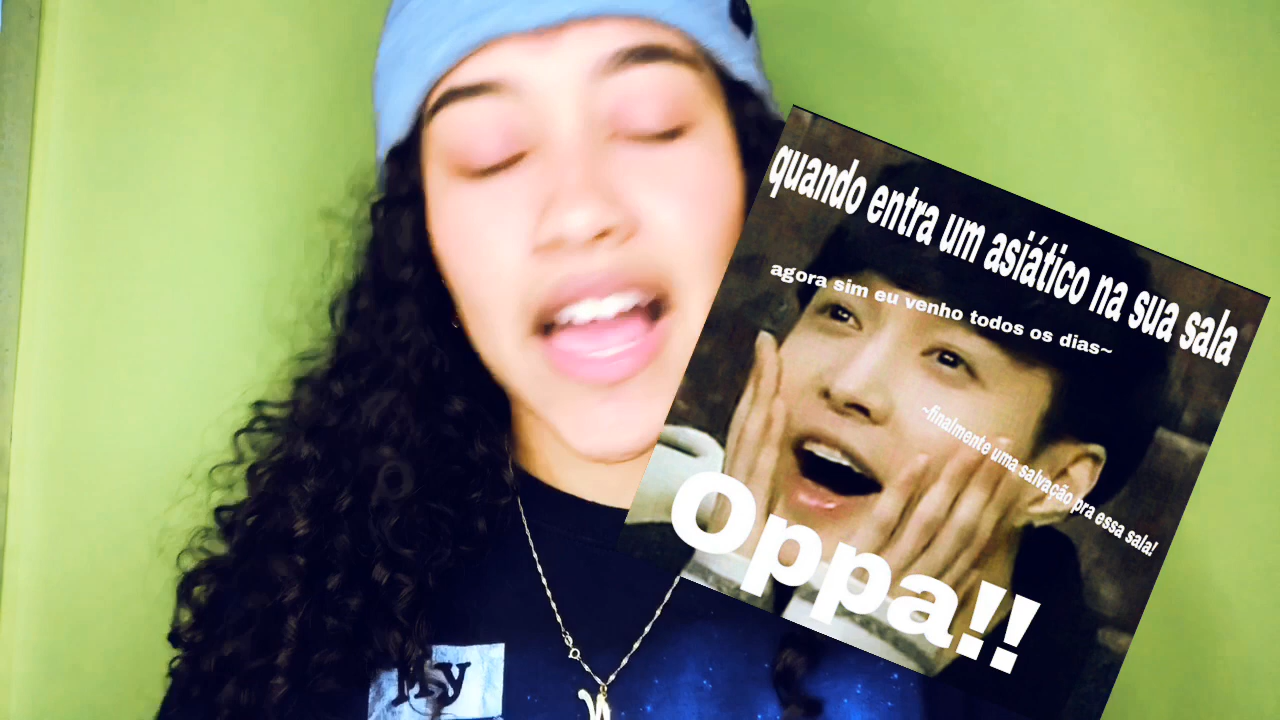 quando entra um asiático na sua sala
agora sim eu venho todos os dias~
~finalmente uma salvação pra essa sala!
Oppa!!
My